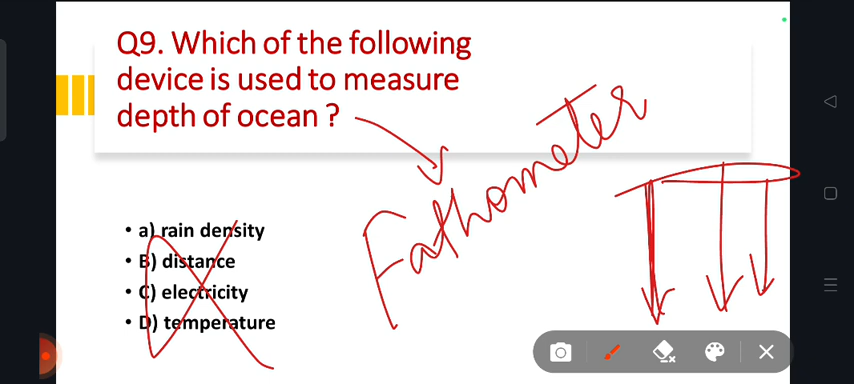 Q9. Which of the following
device is used to measure
depth of ocean ?
Fathometer
• a) rain density
• B) distance
• C) electricity
• D) temperature